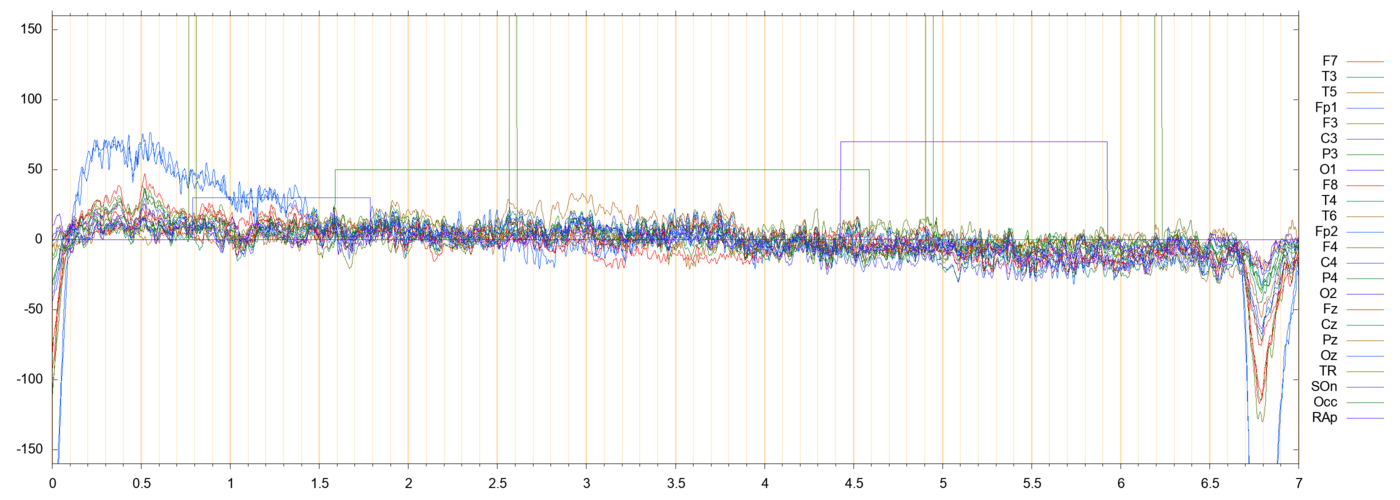 150
100
50
0
-50
-100
-150
0 0.5 1 1.5 2 2.5 3 3.5 4 4.5 5 5.5 6 6.5 7
F7
T3
T5
Fp1
F3
C3
P3
O1
F8
T4
T6
Fp2
F4
C4
P4
O2
Fz
Cz
Pz
Oz
TR
SOn
Occ
RAp